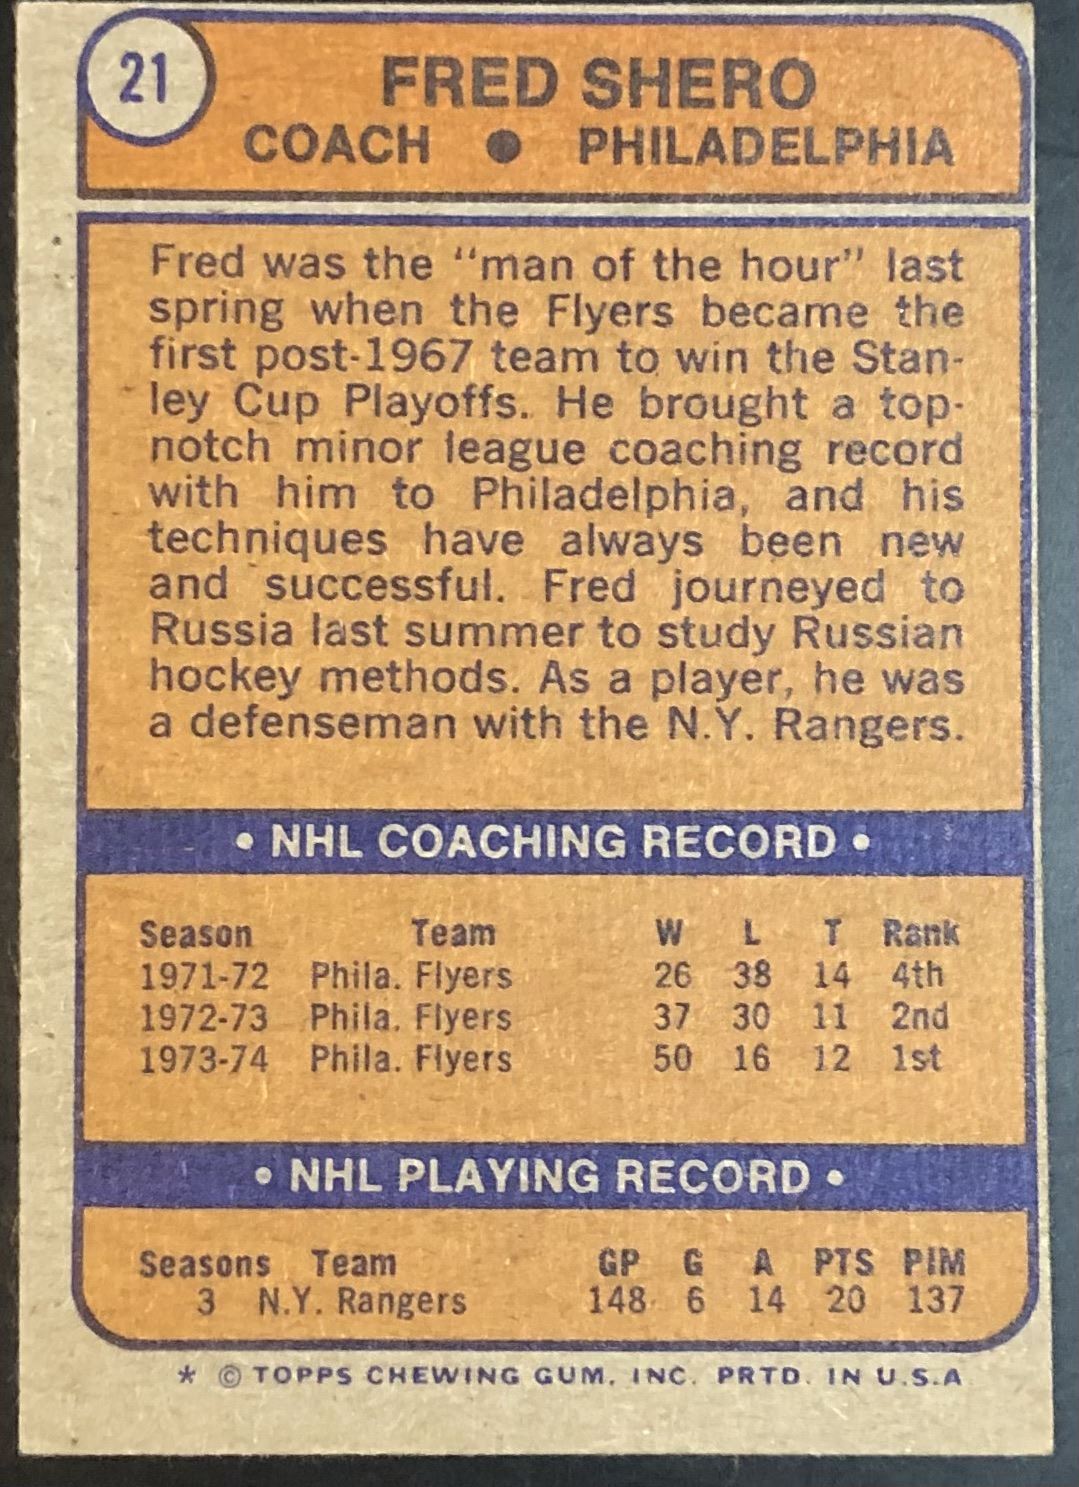 21
FRED SHERO
COACH ● PHILADELPHIA
Fred was the "man of the hour" last
spring when the Flyers became the
first post-1967 team to win the Stan-
ley Cup Playoffs. He brought a top-
notch minor league coaching record
with him to Philadelphia, and his
techniques have always been new
and successful. Fred journeyed to
Russia last summer to study Russian
hockey methods. As a player, he was
a defenseman with the N.Y. Rangers.
• NHL COACHING RECORD •
Season Team W L T Rank
1971-72 Phila. Flyers 26 38 14 4th
1972-73 Phila. Flyers 37 30 11 2nd
1973-74 Phila. Flyers 50 16 12 1st
• NHL PLAYING RECORD •
Seasons Team GP G A PTS PIM
3 N.Y. Rangers 148 6 14 20 137
* © TOPPS CHEWING GUM, INC. PRTD. IN U.S.A